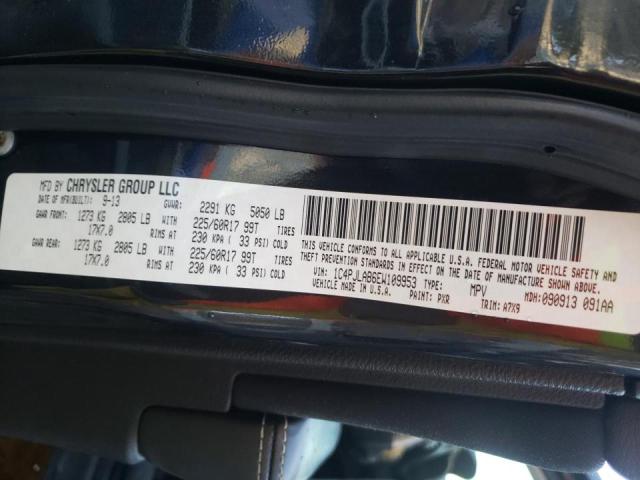 MFD BY CHRYSLER GROUP LLC
DATE OF MFR(BUILT): 9-13 GVWR: 2291 KG 5050 LB
GAWR FRONT: 1273 KG 2805 LB WITH 225/60R17 99T TIRES
17X7.0 RIMS AT 230 KPA ( 33 PSI) COLD
GAWR REAR: 1273 KG 2805 LB WITH 225/60R17 99T TIRES
17X7.0 RIMS AT 230 KPA ( 33 PSI) COLD
THIS VEHICLE CONFORMS TO ALL APPLICABLE U.S.A. FEDERAL MOTOR VEHICLE SAFETY AND
THEFT PREVENTION STANDARDS IN EFFECT ON THE DATE OF MANUFACTURE SHOWN ABOVE.
VIN: 1C4PJLAB6EW109953 TYPE: MPV MDH: 090913 091AA
VEHICLE MADE IN U.S.A. PAINT: PXR TRIM: A7X9